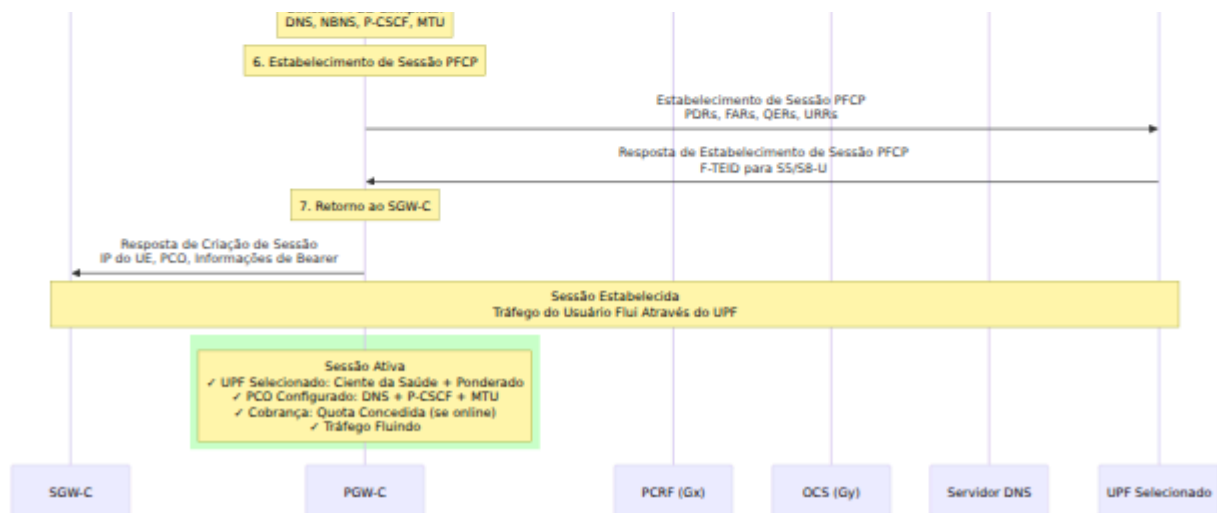 DNS, NBNS, P-CSCF, MTU
6. Estabelecimento de Sessão PFCP
Estabelecimento de Sessão PFCP
PDRs, FARs, QERs, URRs
Resposta de Estabelecimento de Sessão PFCP
F-TEID para S5/S8-U
7. Retorno ao SGW-C
Resposta de Criação de Sessão
IP do UE, PCO, Informações de Bearer
Sessão Estabelecida
Tráfego do Usuário Flui Através do UPF
Sessão Ativa
✓ UPF Selecionado: Ciente da Saúde + Ponderado
✓ PCO Configurado: DNS + P-CSCF + MTU
✓ Cobrança: Quota Concedida (se online)
✓ Tráfego Fluindo
SGW-C
PGW-C
PCRF (Gx)
OCS (Gy)
Servidor DNS
UPF Selecionado